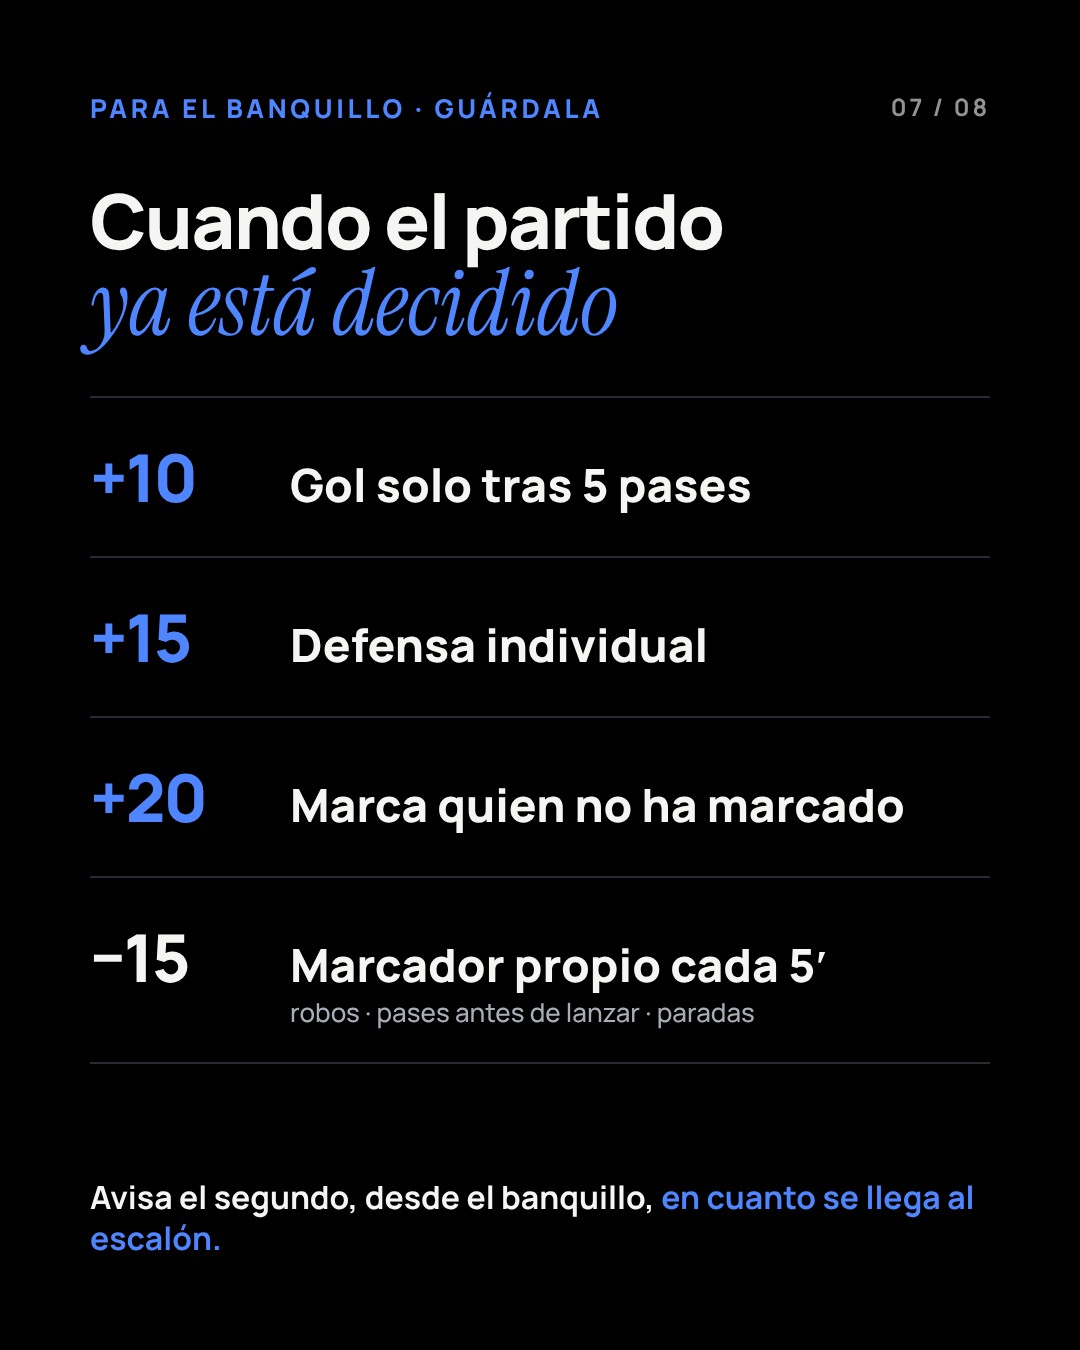 PARA EL BANQUILLO · GUÁRDALA
07 / 08
Cuando el partido
ya está decidido
+10 Gol solo tras 5 pases
+15 Defensa individual
+20 Marca quien no ha marcado
−15 Marcador propio cada 5′
robos · pases antes de lanzar · paradas
Avisa el segundo, desde el banquillo, en cuanto se llega al
escalón.